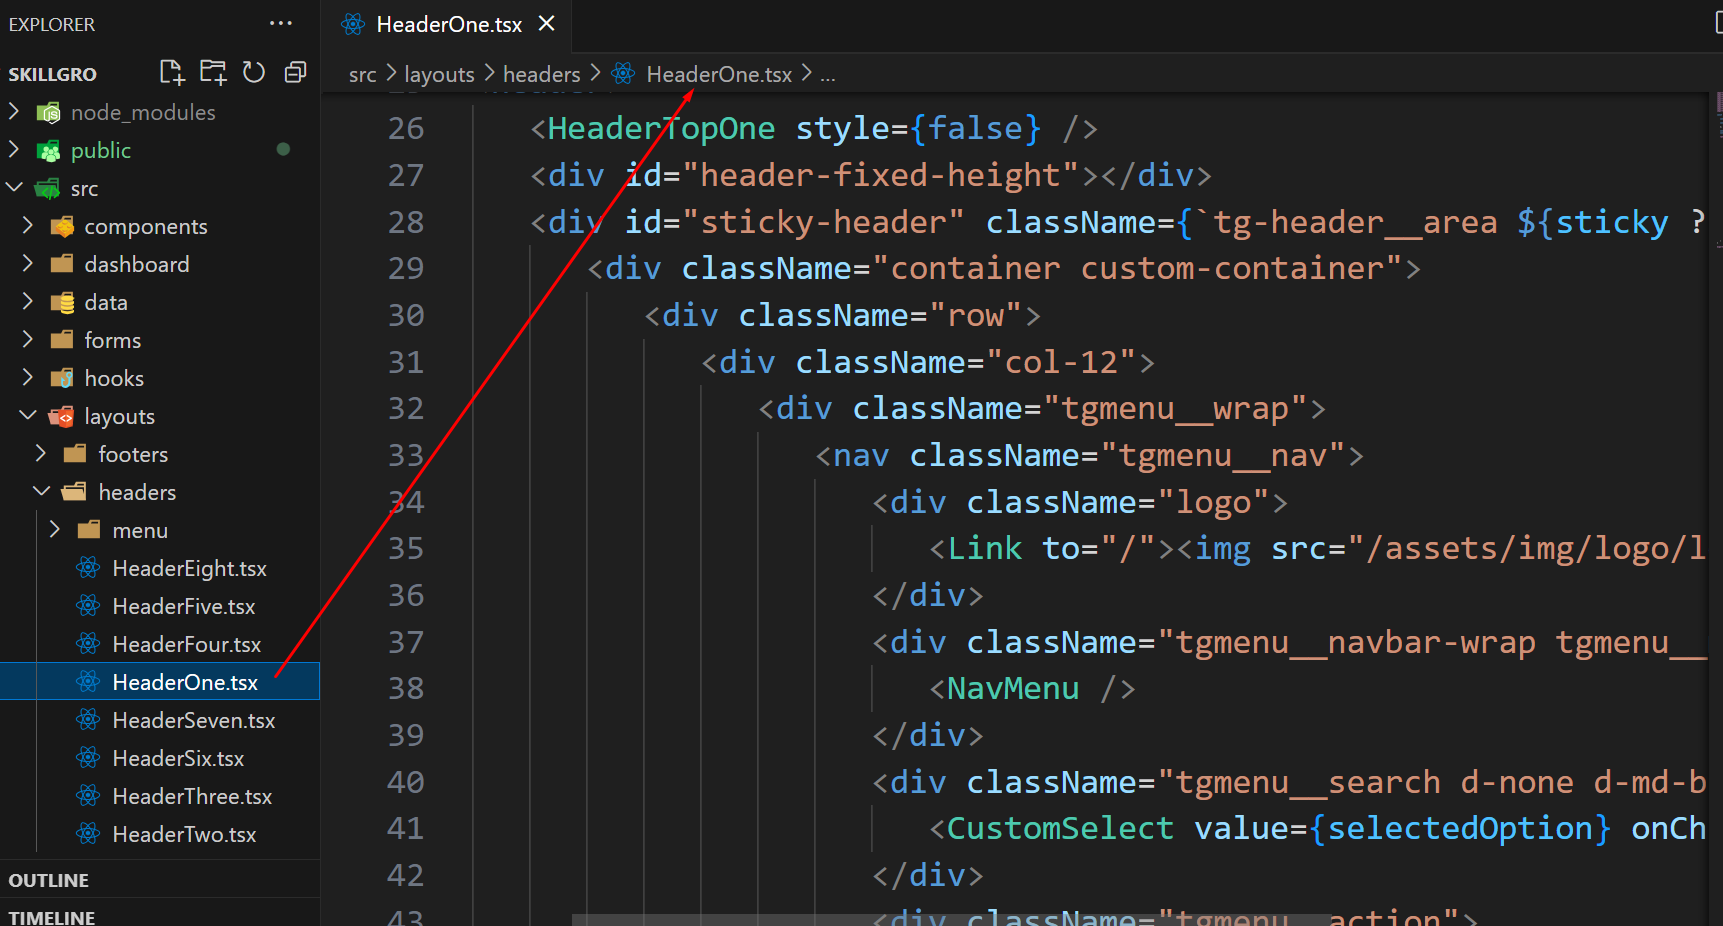 EXPLORER
SKILLGRO
node_modules
public
src
components
dashboard
data
forms
hooks
layouts
footers
headers
menu
HeaderEight.tsx
HeaderFive.tsx
HeaderFour.tsx
HeaderOne.tsx
HeaderSeven.tsx
HeaderSix.tsx
HeaderThree.tsx
HeaderTwo.tsx
OUTLINE
TIMELINE
HeaderOne.tsx
src > layouts > headers > HeaderOne.tsx > ...
26 <HeaderTopOne style={false} />
27 <div id="header-fixed-height"></div>
28 <div id="sticky-header" className={`tg-header__area ${sticky ?
29 <div className="container custom-container">
30 <div className="row">
31 <div className="col-12">
32 <div className="tgmenu__wrap">
33 <nav className="tgmenu__nav">
34 <div className="logo">
35 <Link to="/"><img src="/assets/img/logo/l
36 </div>
37 <div className="tgmenu__navbar-wrap tgmenu__
38 <NavMenu />
39 </div>
40 <div className="tgmenu__search d-none d-md-b
41 <CustomSelect value={selectedOption} onCh
42 </div>
43 <div className="tgmenu__action">